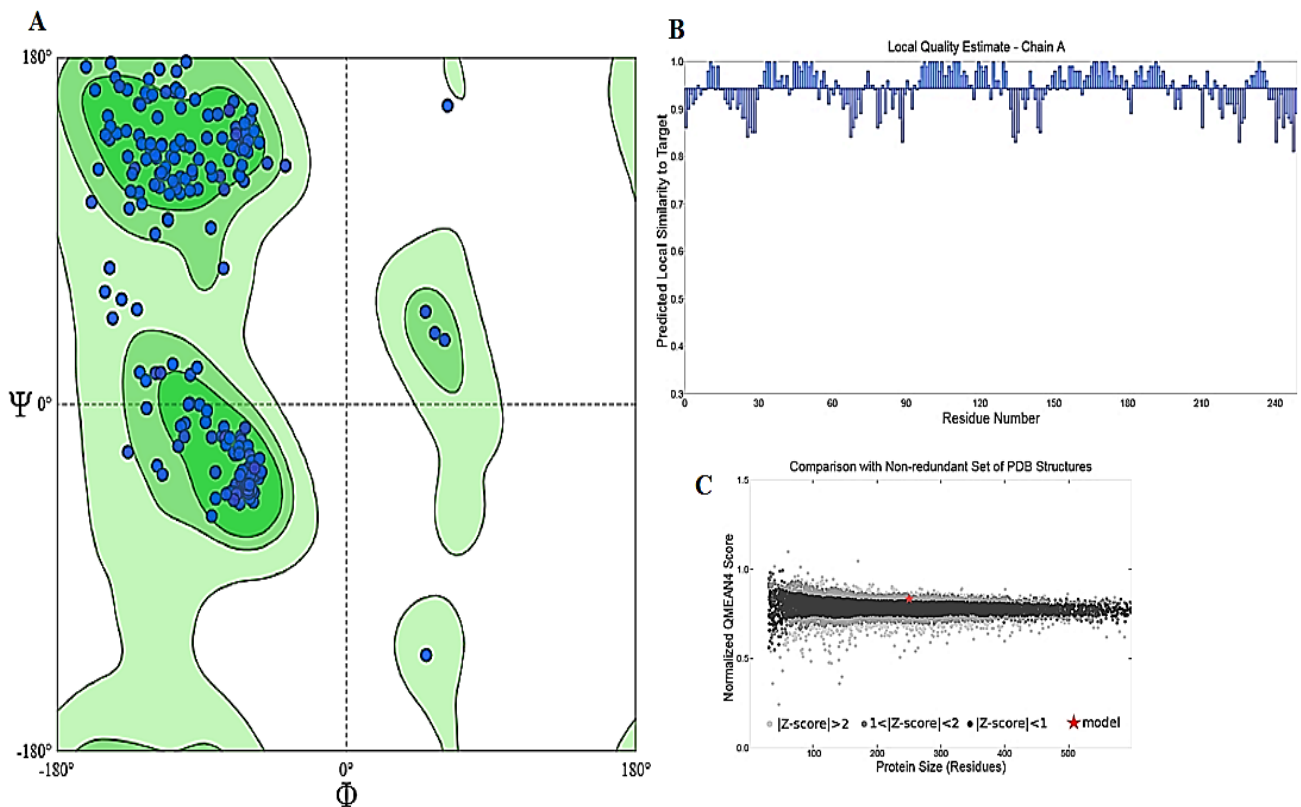 A
180°
Ψ
0°
-180°
-180°
0°
180°
Φ
B
Local Quality Estimate - Chain A
Predicted Local Similarity to Target
1.0
0.9
0.8
0.7
0.6
0.5
0.4
0.3
0
30
60
90
120
150
180
210
240
Residue Number
C
Comparison with Non-redundant Set of PDB Structures
Normalized QMEAN4 Score
1.5
1.0
0.5
0.0
|Z-score|>2
1<|Z-score|<2
|Z-score|<1
model
100
200
300
400
500
Protein Size (Residues)